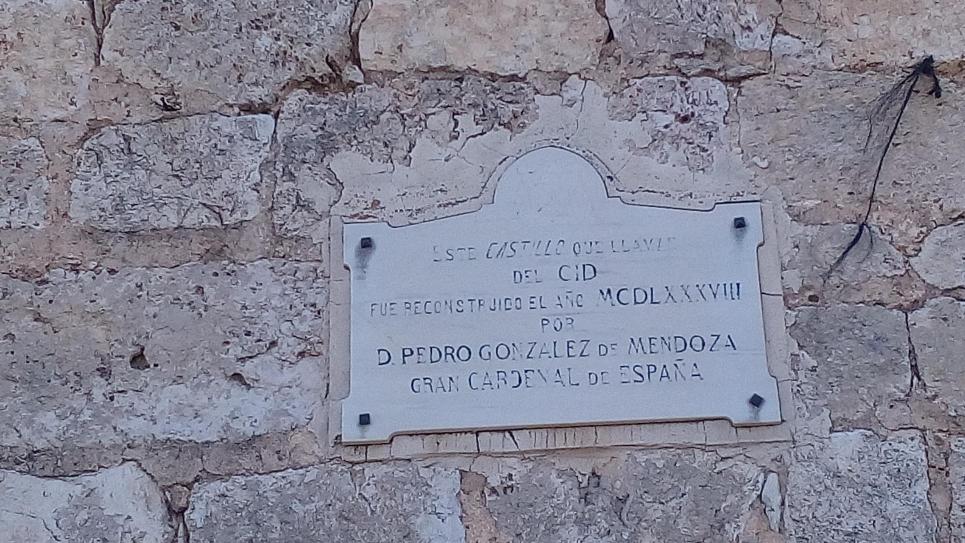 ESTE CASTILLO QUE LLAMAN
DEL CID
FUE RECONSTRUIDO EL AÑO MCDLXXXVIII
POR
D. PEDRO GONZALEZ DE MENDOZA
GRAN CARDENAL DE ESPAÑA